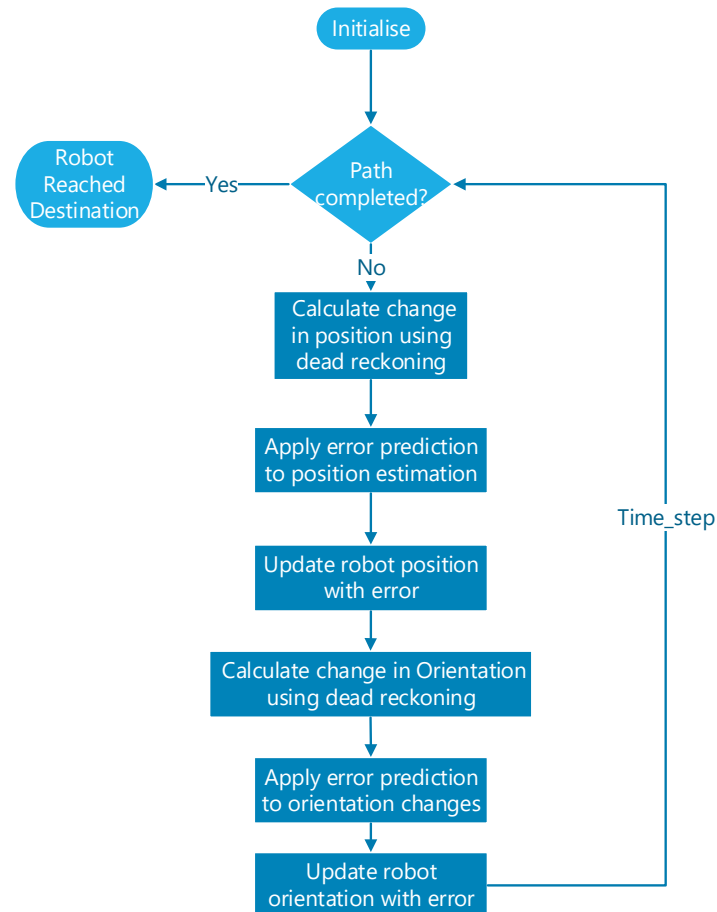 Initialise
Path
completed?
Yes
Robot
Reached
Destination
No
Calculate change
in position using
dead reckoning
Apply error prediction
to position estimation
Time_step
Update robot position
with error
Calculate change in Orientation
using dead reckoning
Apply error prediction
to orientation changes
Update robot
orientation with error